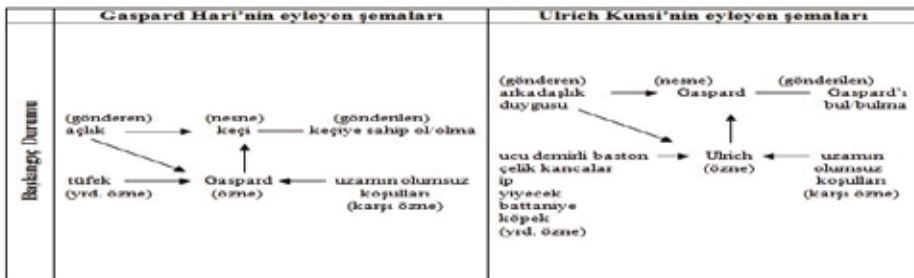 Gaspard Hari'nin eyleyen şemaları
Ulrich Kunsi'nin eyleyen şemaları
Başlangıç Durumu
(gönderen) (nesne) (gönderilen)
açlık keçi keçiye sahip ol/olma
tüfek Gaspard uzamın olumsuz
(yrd. özne) (özne) koşulları
(karşı özne)
(gönderen) (nesne) (gönderilen)
arkadaşlık Gaspard Gaspard'ı
duygusu bul/bulma
ucu demirli baston Ulrich uzamın
çelik kancalar (özne) olumsuz
ip koşulları
yiyecek (karşı özne)
battaniye
köpek
(yrd. özne)